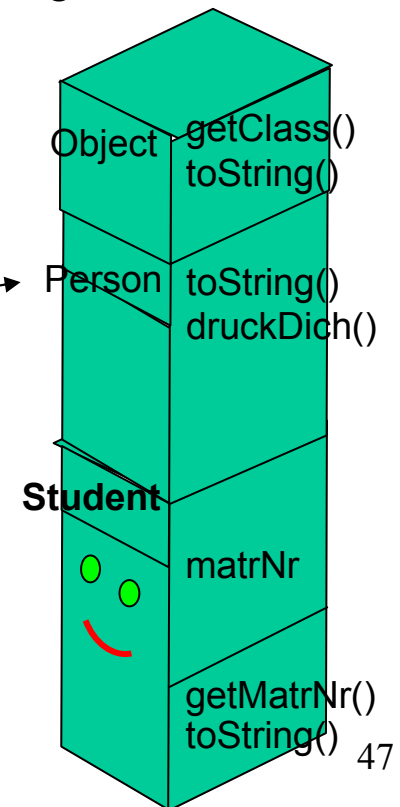 Object
getClass()
toString()
Person
toString()
druckDich()
Student
matrNr
getMatrNr()
toString()
47